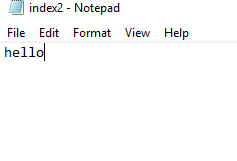 index2 - Notepad
File Edit Format View Help
hello